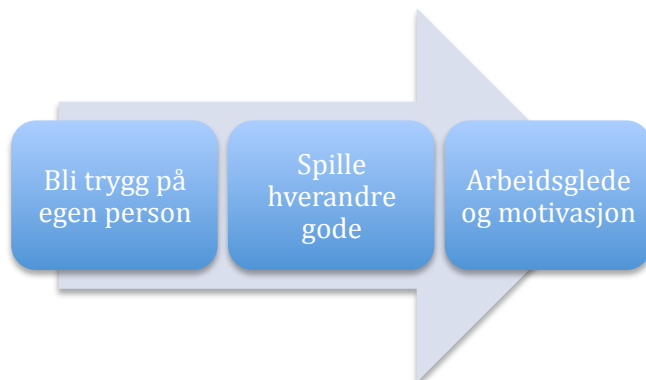 Bli trygg på
egen person
Spille
hverandre
gode
Arbeidsglede
og motivasjon